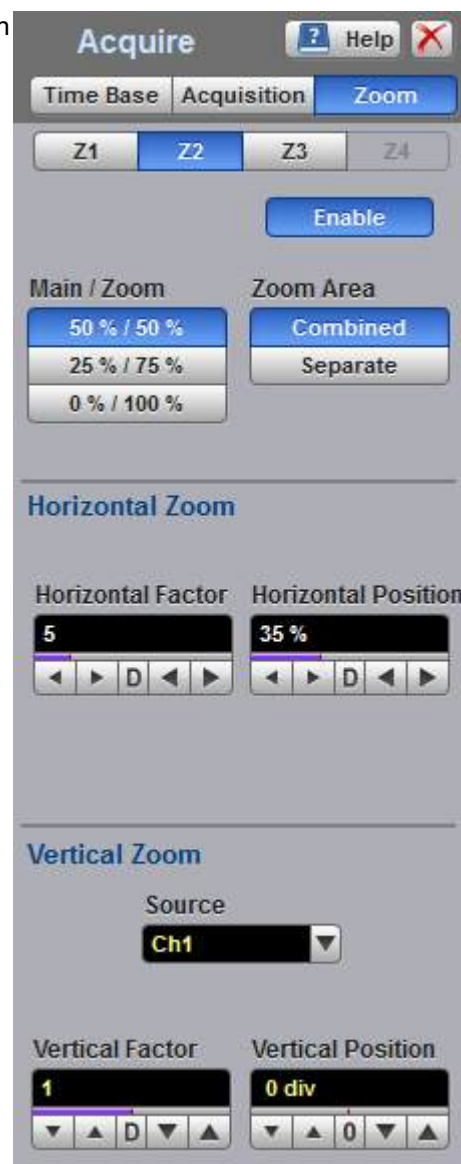 n
Acquire ? Help
Time Base Acquisition Zoom
Z1 Z2 Z3 Z4
Enable
Main / Zoom Zoom Area
50 % / 50 % Combined
25 % / 75 % Separate
0 % / 100 %
Horizontal Zoom
Horizontal Factor Horizontal Position
5 35 %
D D
Vertical Zoom
Source
Ch1
Vertical Factor Vertical Position
1 0 div
D 0